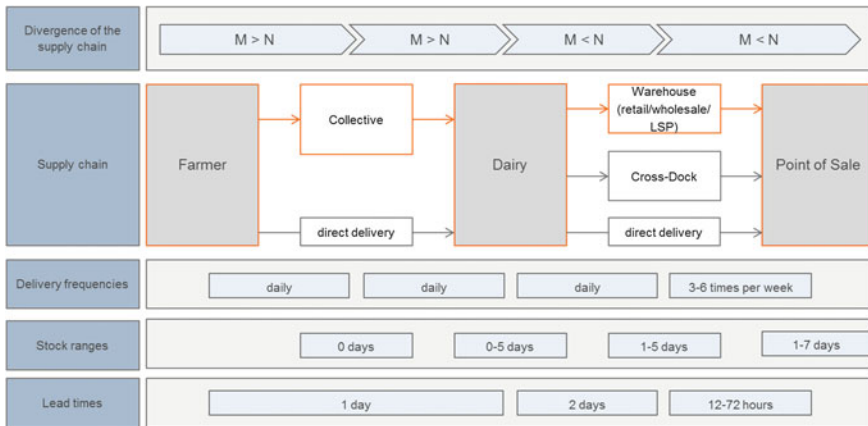 Divergence of the
supply chain
M > N
M > N
M < N
M < N
Supply chain
Farmer
Collective
direct delivery
Dairy
Warehouse
(retail/wholesale/
LSP)
Cross-Dock
direct delivery
Point of Sale
Delivery frequencies
daily
daily
daily
3-6 times per week
Stock ranges
0 days
0-5 days
1-5 days
1-7 days
Lead times
1 day
2 days
12-72 hours